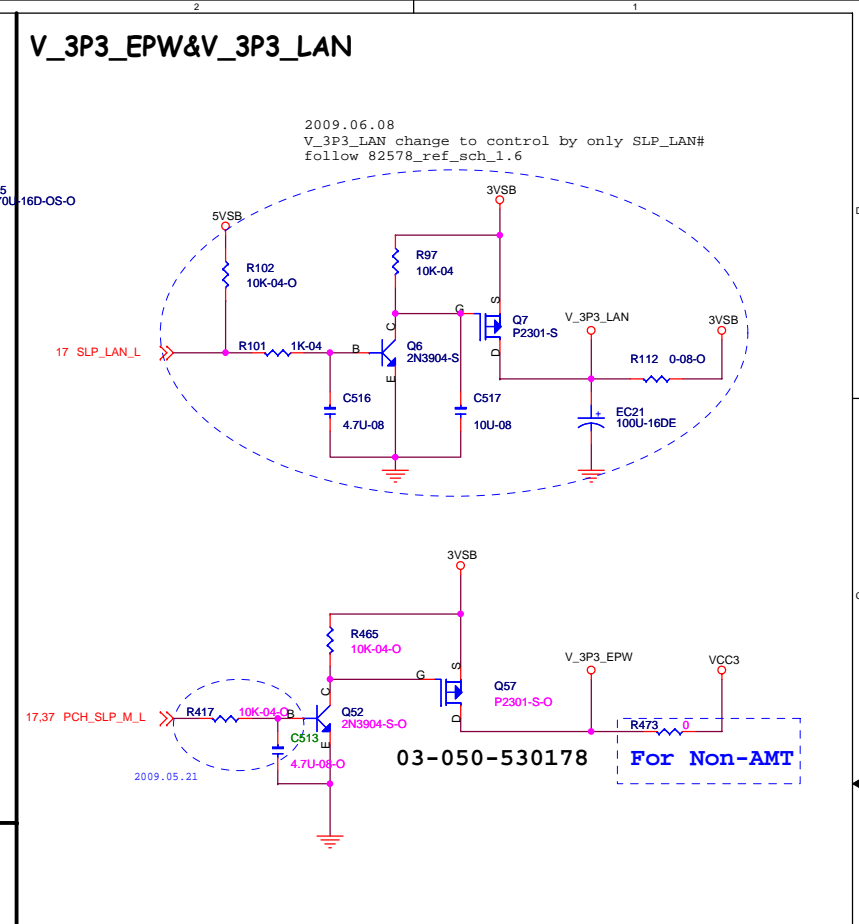 2
1
V_3P3_EPW&V_3P3_LAN
2009.06.08
V_3P3_LAN change to control by only SLP_LAN#
follow 82578_ref_sch_1.6
5
0U-16D-OS-O
D
3VSB
5VSB
R97
10K-04
R102
10K-04-O
S
G
Q7
P2301-S
V_3P3_LAN
3VSB
C
17 SLP_LAN_L
R101
1K-04
B
Q6
2N3904-S
D
R112
0-08-O
E
C516
4.7U-08
C517
10U-08
+
EC21
100U-16DE
3VSB
C
R465
10K-04-O
S
G
V_3P3_EPW
VCC3
Q57
P2301-S-O
C
17,37 PCH_SLP_M_L
R417
10K-04-O
B
Q52
2N3904-S-O
D
R473
0
C513
E
4.7U-08-O
2009.05.21
03-050-530178
For Non-AMT